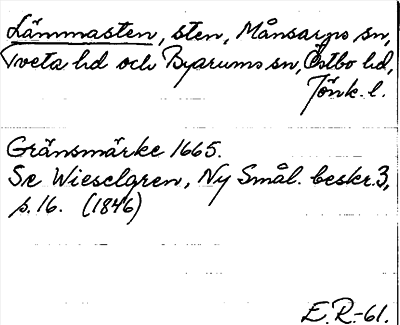 Lämmasten, sten, Månsarps sn,
Tveta hd och Byarums sn, Östbo hd,
Jönk. l.
Gränsmärke 1665.
Se Wieselgren, Ny Smål. beskr. 3,
s. 16. (1846)
E. R.-61.